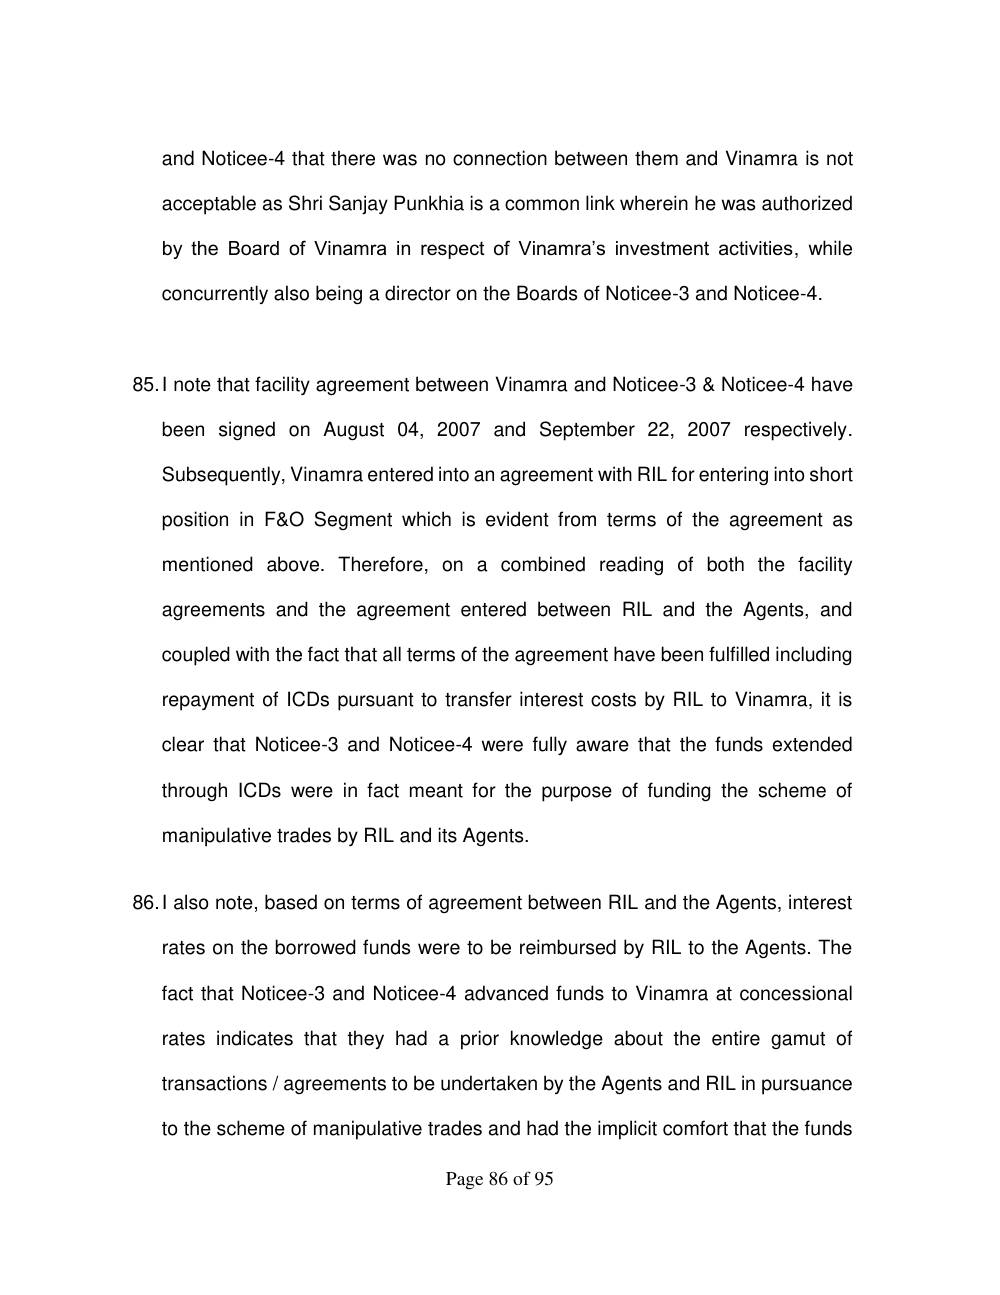 and Noticee-4 that there was no connection between them and Vinamra is not
acceptable as Shri Sanjay Punkhia is a common link wherein he was authorized
by the Board of Vinamra in respect of Vinamra’s investment activities, while
concurrently also being a director on the Boards of Noticee-3 and Noticee-4.
85. I note that facility agreement between Vinamra and Noticee-3 & Noticee-4 have
been signed on August 04, 2007 and September 22, 2007 respectively.
Subsequently, Vinamra entered into an agreement with RIL for entering into short
position in F&O Segment which is evident from terms of the agreement as
mentioned above. Therefore, on a combined reading of both the facility
agreements and the agreement entered between RIL and the Agents, and
coupled with the fact that all terms of the agreement have been fulfilled including
repayment of ICDs pursuant to transfer interest costs by RIL to Vinamra, it is
clear that Noticee-3 and Noticee-4 were fully aware that the funds extended
through ICDs were in fact meant for the purpose of funding the scheme of
manipulative trades by RIL and its Agents.
86. I also note, based on terms of agreement between RIL and the Agents, interest
rates on the borrowed funds were to be reimbursed by RIL to the Agents. The
fact that Noticee-3 and Noticee-4 advanced funds to Vinamra at concessional
rates indicates that they had a prior knowledge about the entire gamut of
transactions / agreements to be undertaken by the Agents and RIL in pursuance
to the scheme of manipulative trades and had the implicit comfort that the funds
Page 86 of 95